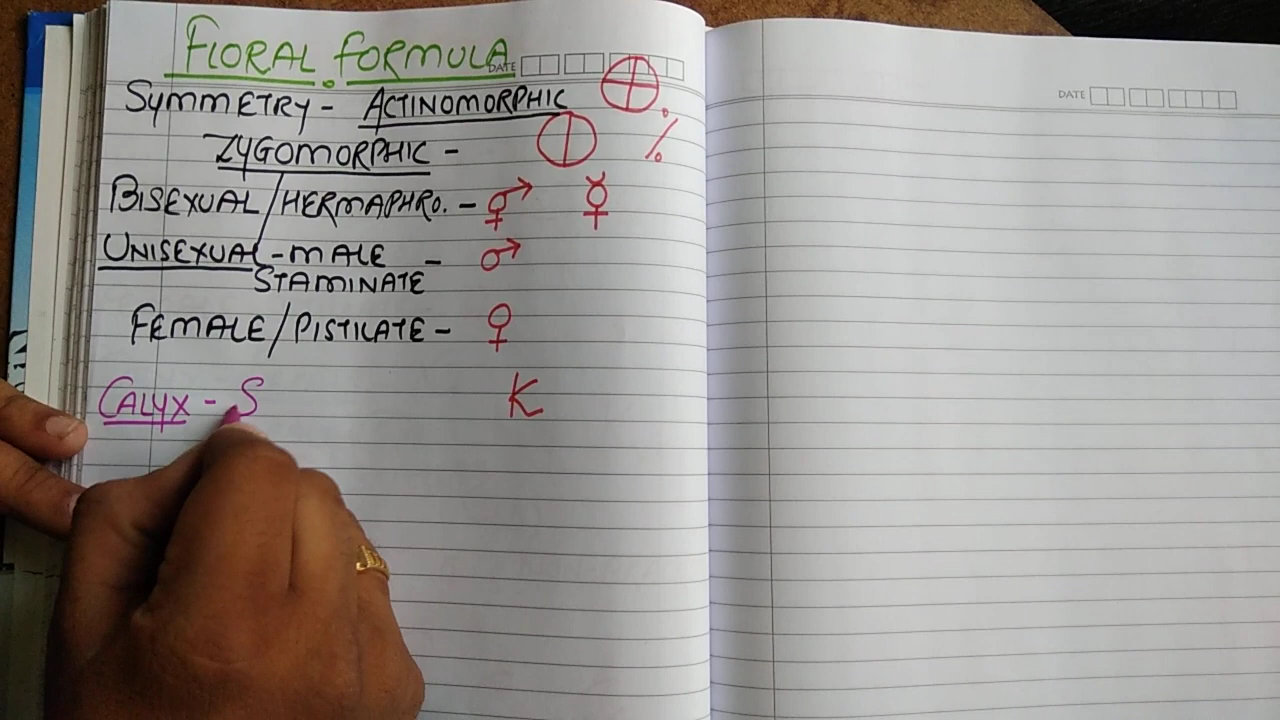 FLORAL FORMULA
DATE
SYMMETRY - ACTINOMORPHIC ⊕
ZYGOMORPHIC - ⦶ %
BISEXUAL/HERMAPHRO. - ⚥ ☿
UNISEXUAL - MALE - ♂
STAMINATE
FEMALE/PISTILATE - ♀
CALYX - S K
DATE